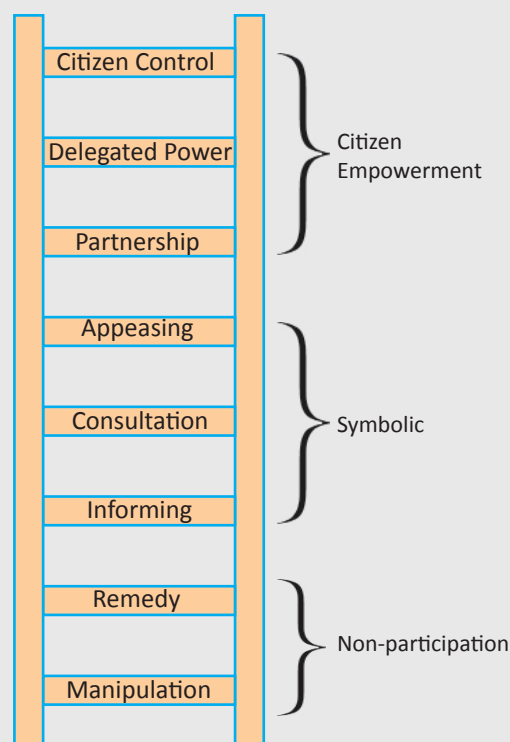 Citizen Control
Delegated Power
Partnership
Citizen
Empowerment
Appeasing
Consultation
Informing
Symbolic
Remedy
Manipulation
Non-participation